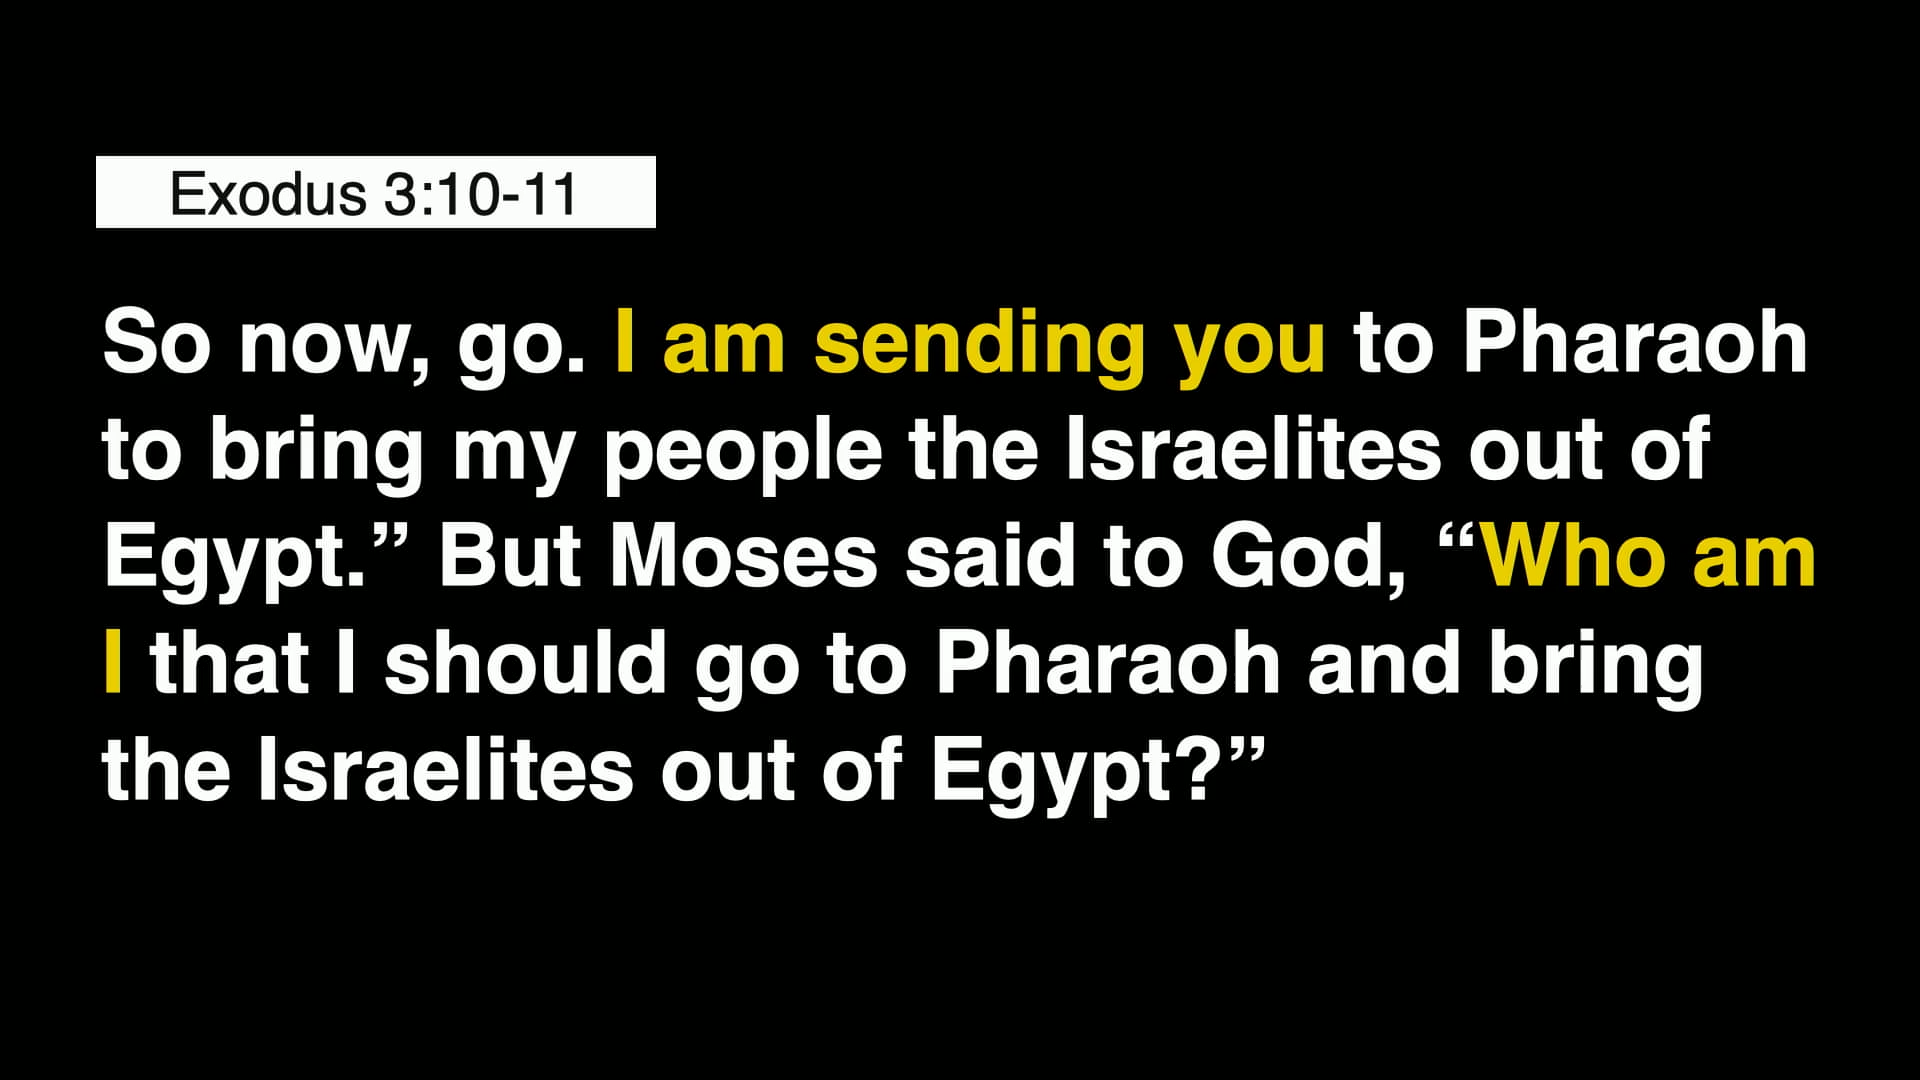 Exodus 3:10-11
So now, go. I am sending you to Pharaoh
to bring my people the Israelites out of
Egypt.” But Moses said to God, “Who am
I that I should go to Pharaoh and bring
the Israelites out of Egypt?”